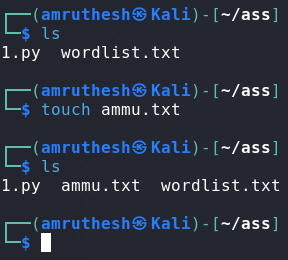 ┌──(amruthesh㉿Kali)-[~/ass]
└─$ ls
1.py  wordlist.txt
┌──(amruthesh㉿Kali)-[~/ass]
└─$ touch ammu.txt
┌──(amruthesh㉿Kali)-[~/ass]
└─$ ls
1.py  ammu.txt  wordlist.txt
┌──(amruthesh㉿Kali)-[~/ass]
└─$